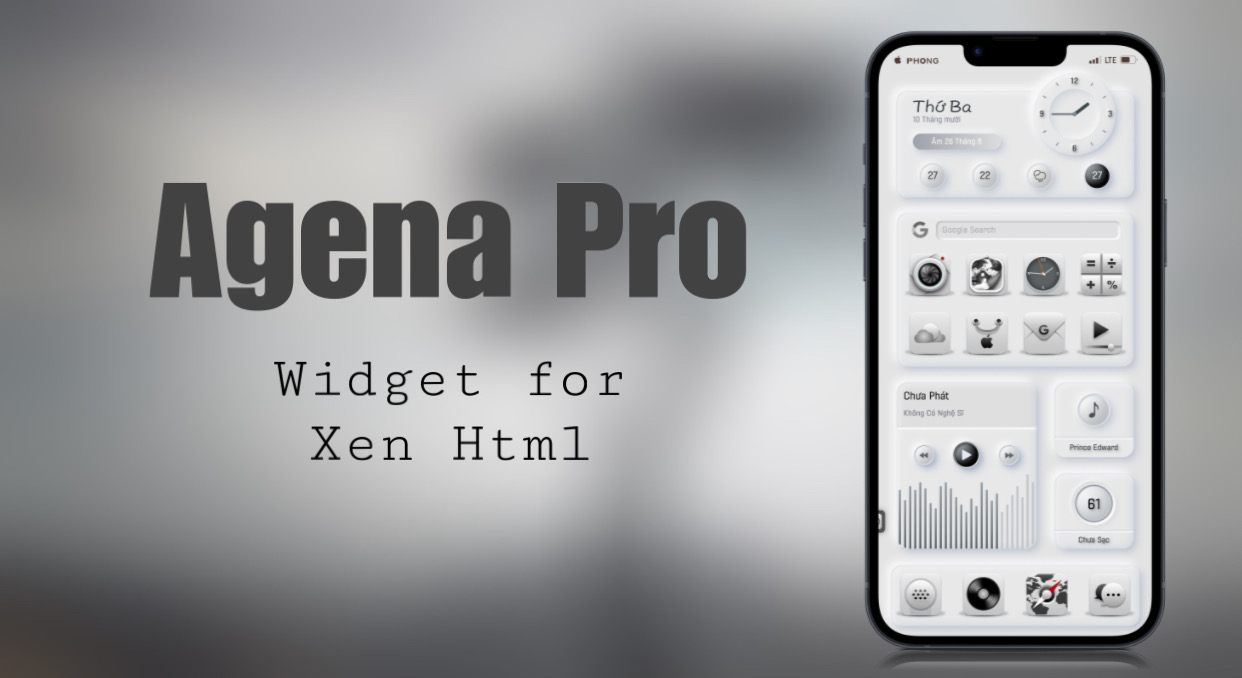 Agena Pro
Widget for
Xen Html
PHONG
LTE
Thứ Ba
10 Tháng mười
Âm 26 Tháng 8
27
22
27
12
3
6
9
G
Google Search
= ÷
+ %
G
Chưa Phát
Không Có Nghệ Sĩ
Prince Edward
61
Chưa Sạc